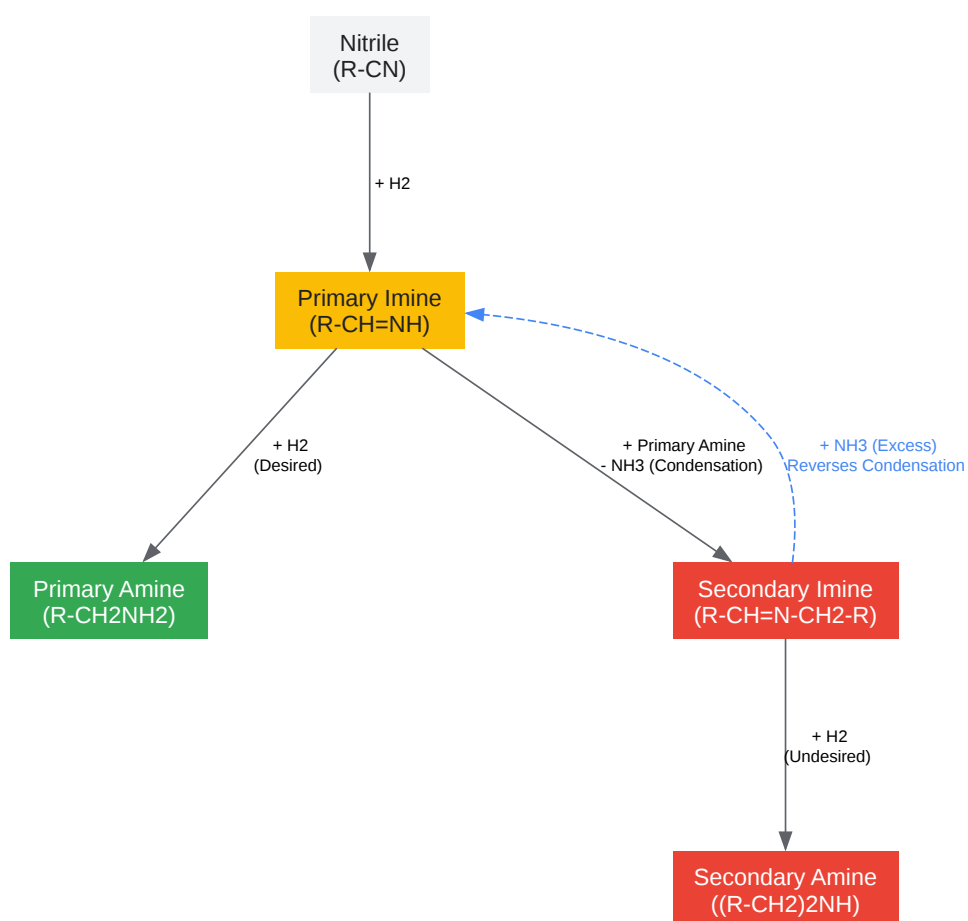 Nitrile
(R-CN)
+ H2
Primary Imine
(R-CH=NH)
+ H2
(Desired)
+ Primary Amine
- NH3 (Condensation)
+ NH3 (Excess)
Reverses Condensation
Primary Amine
(R-CH2NH2)
Secondary Imine
(R-CH=N-CH2-R)
+ H2
(Undesired)
Secondary Amine
((R-CH2)2NH)